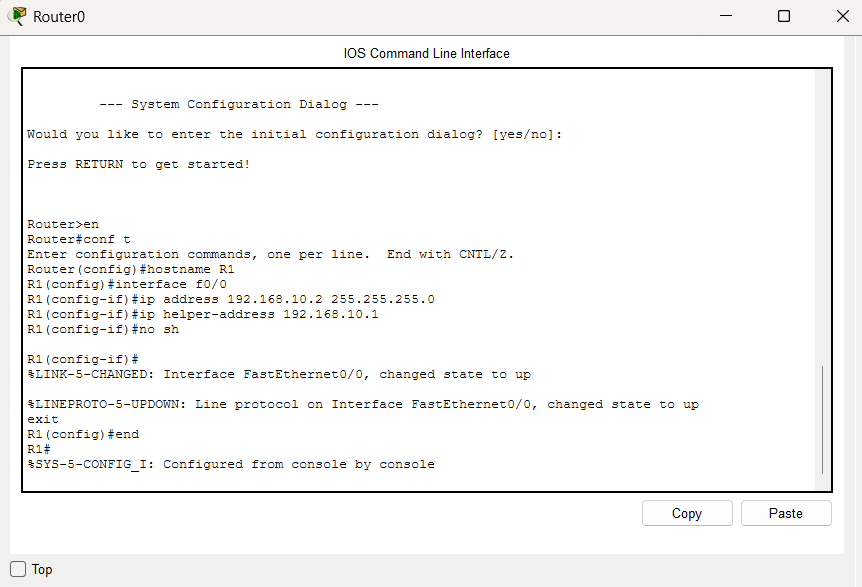 Router0
IOS Command Line Interface
--- System Configuration Dialog ---
Would you like to enter the initial configuration dialog? [yes/no]:
Press RETURN to get started!
Router>en
Router#conf t
Enter configuration commands, one per line.  End with CNTL/Z.
Router(config)#hostname R1
R1(config)#interface f0/0
R1(config-if)#ip address 192.168.10.2 255.255.255.0
R1(config-if)#ip helper-address 192.168.10.1
R1(config-if)#no sh
R1(config-if)#
%LINK-5-CHANGED: Interface FastEthernet0/0, changed state to up
%LINEPROTO-5-UPDOWN: Line protocol on Interface FastEthernet0/0, changed state to up
exit
R1(config)#end
R1#
%SYS-5-CONFIG_I: Configured from console by console
Copy
Paste
Top